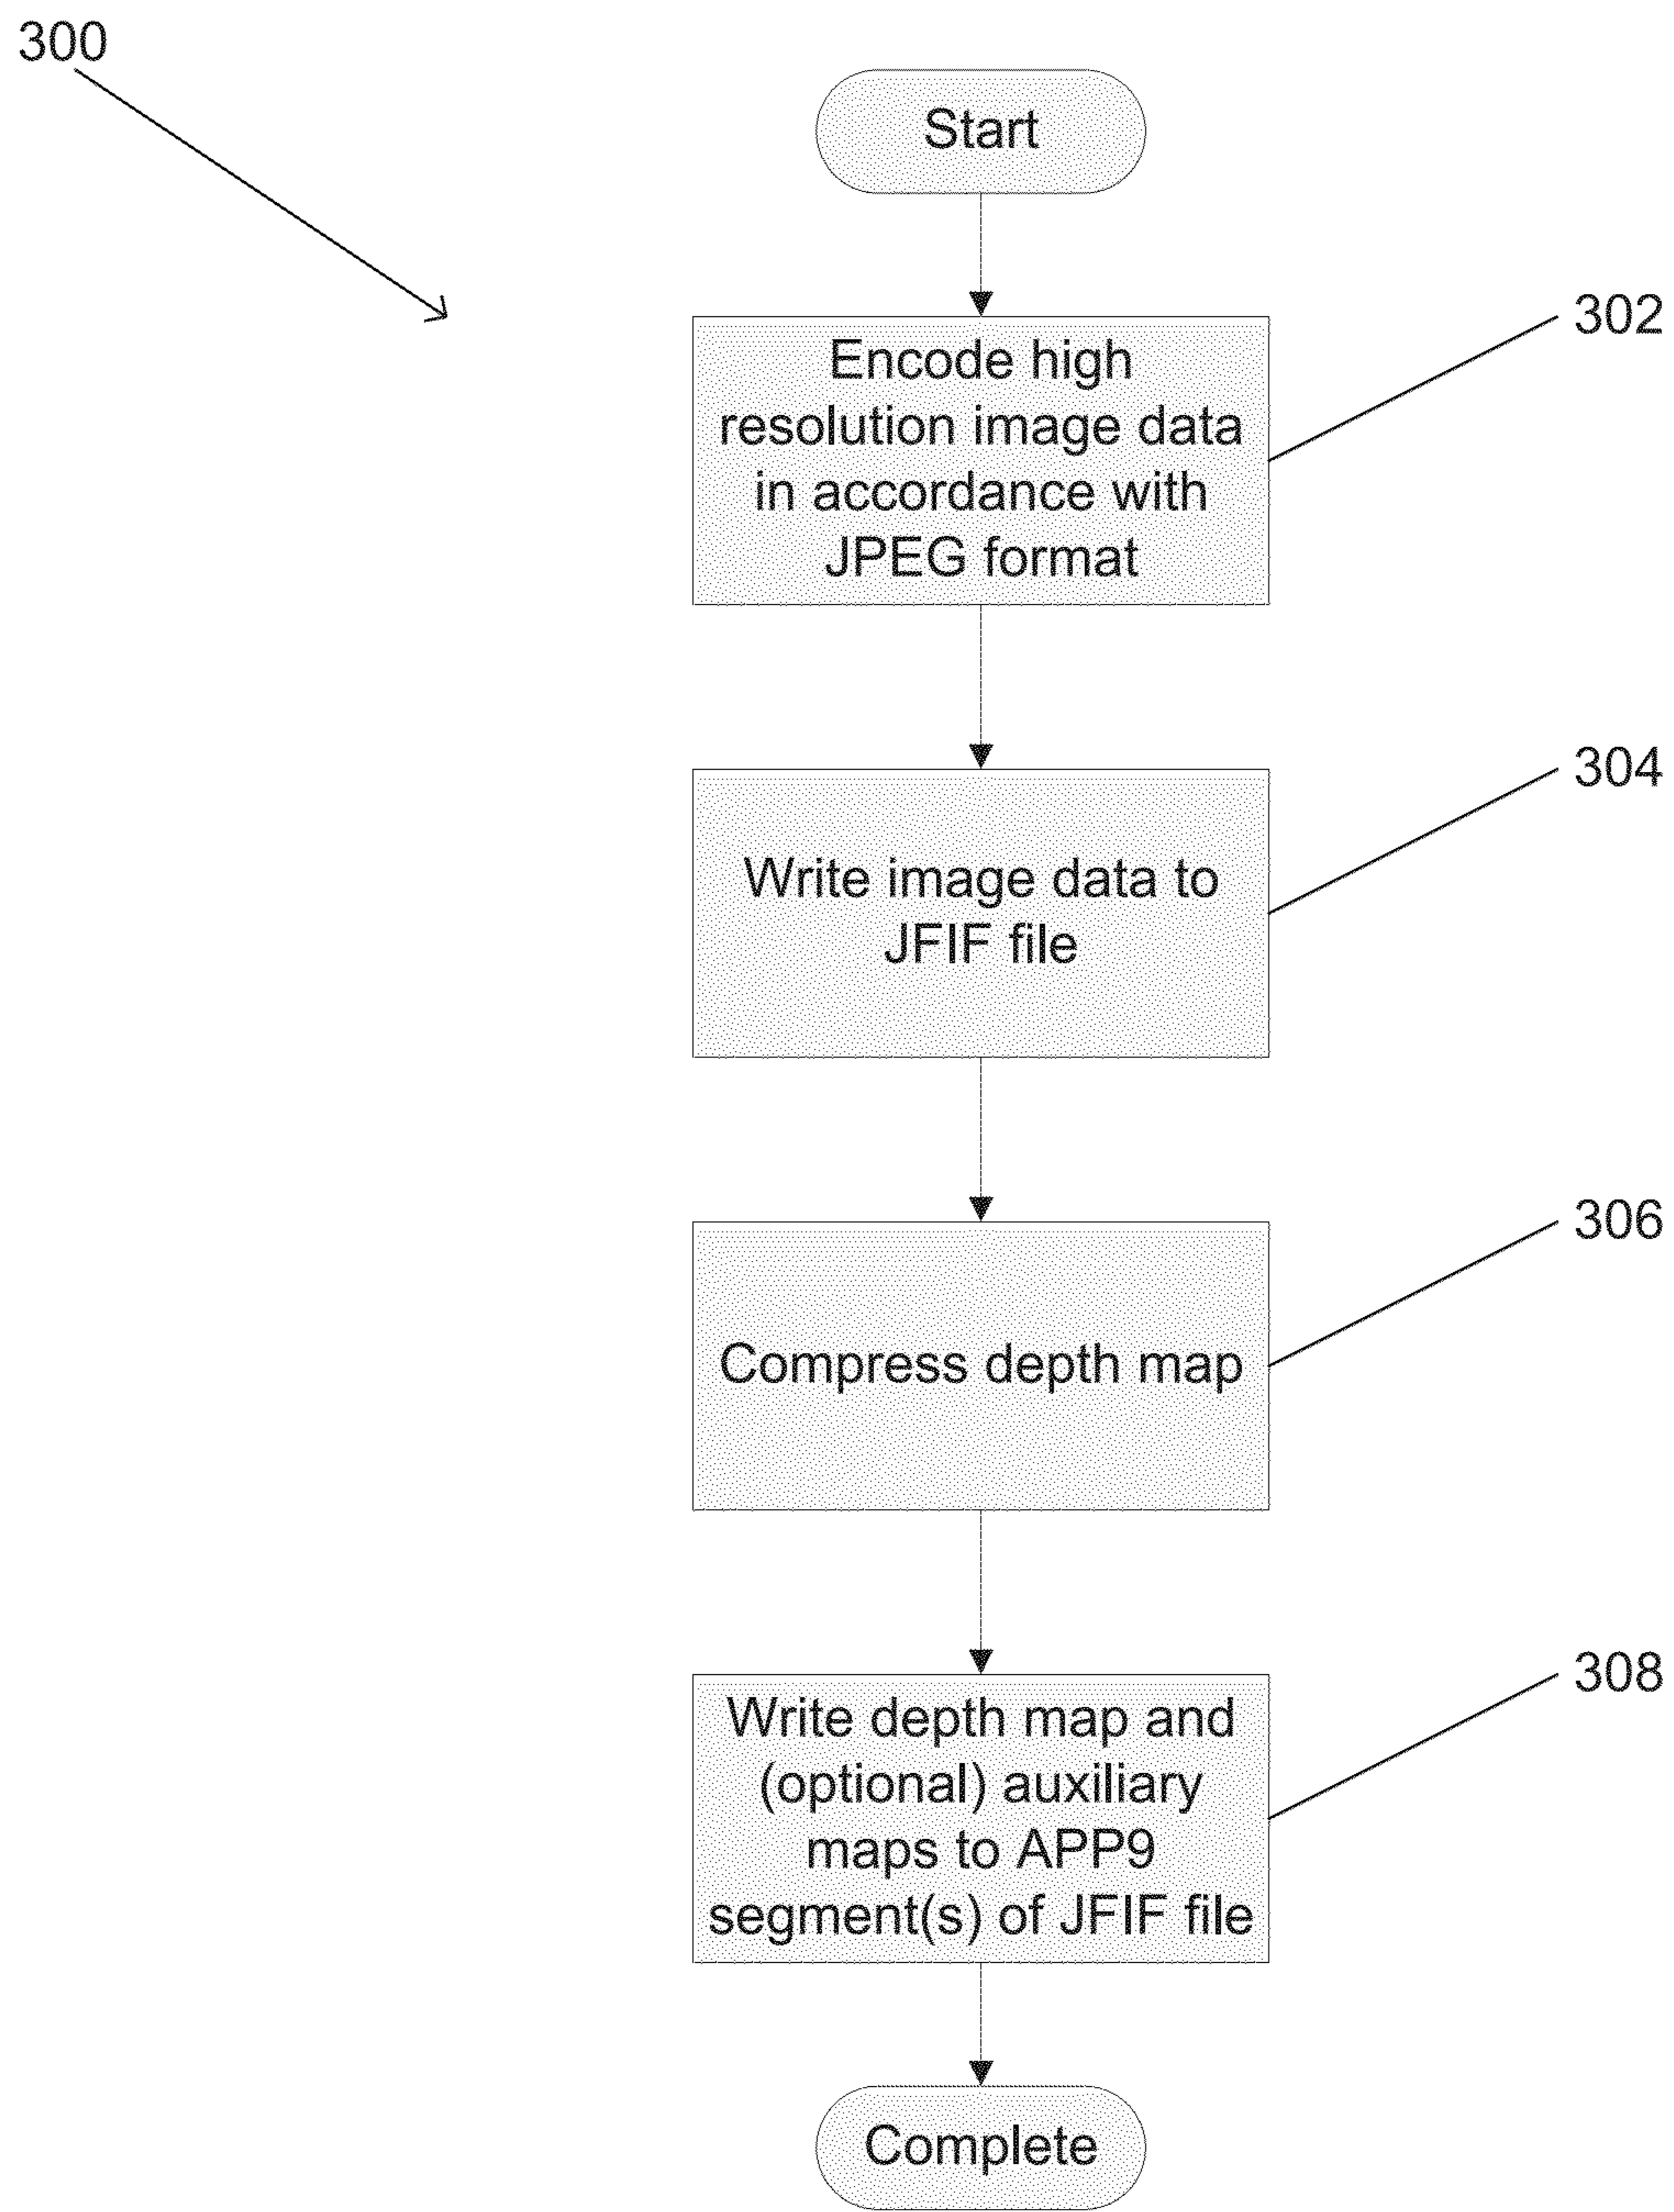 300
Start
302
Encode high
resolution image data
in accordance with
JPEG format
304
Write image data to
JFIF file
306
Compress depth map
308
Write depth map and
(optional) auxiliary
maps to APP9
segment(s) of JFIF file
Complete